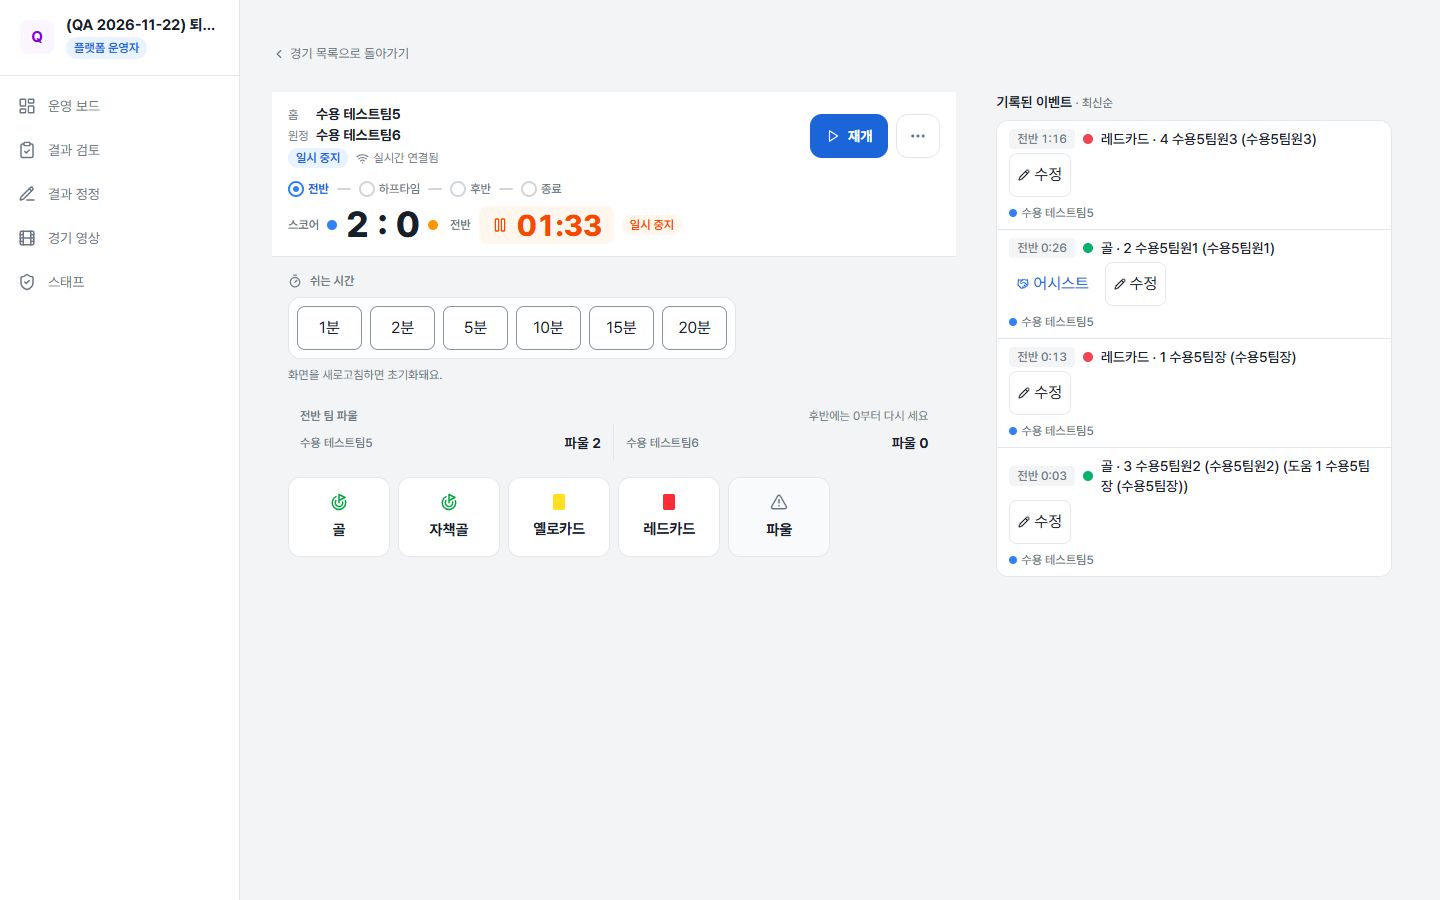 Q
(QA 2026-11-22) 퇴...
플랫폼 운영자
운영 보드
결과 검토
결과 정정
경기 영상
스태프
경기 목록으로 돌아가기
홈 수용 테스트팀5
원정 수용 테스트팀6
일시 중지 실시간 연결됨
재개
전반 하프타임 후반 종료
스코어 2 : 0 전반 01:33 일시 중지
쉬는 시간
1분 2분 5분 10분 15분 20분
화면을 새로고침하면 초기화돼요.
전반 팀 파울 후반에는 0부터 다시 세요
수용 테스트팀5 파울 2 수용 테스트팀6 파울 0
골 자책골 옐로카드 레드카드 파울
기록된 이벤트 · 최신순
전반 1:16 레드카드 · 4 수용5팀원3 (수용5팀원3)
수정
수용 테스트팀5
전반 0:26 골 · 2 수용5팀원1 (수용5팀원1)
어시스트 수정
수용 테스트팀5
전반 0:13 레드카드 · 1 수용5팀장 (수용5팀장)
수정
수용 테스트팀5
전반 0:03 골 · 3 수용5팀원2 (수용5팀원2) (도움 1 수용5팀
장 (수용5팀장))
수정
수용 테스트팀5